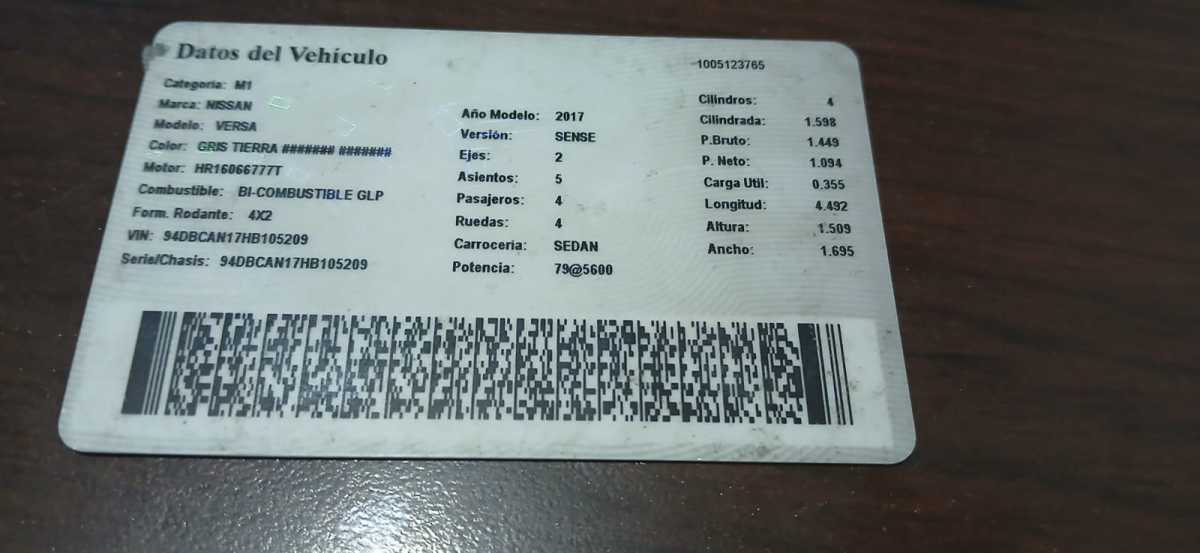 Datos del Vehículo
1005123765
Categoria: M1
Marca: NISSAN
Modelo: VERSA
Color: GRIS TIERRA ####### #######
Motor: HR16066777T
Combustible: BI-COMBUSTIBLE GLP
Form. Rodante: 4X2
VIN: 94DBCAN17HB105209
Serie/Chasis: 94DBCAN17HB105209
Año Modelo: 2017
Versión: SENSE
Ejes: 2
Asientos: 5
Pasajeros: 4
Ruedas: 4
Carroceria: SEDAN
Potencia: 79@5600
Cilindros: 4
Cilindrada: 1.598
P.Bruto: 1.449
P. Neto: 1.094
Carga Util: 0.355
Longitud: 4.492
Altura: 1.509
Ancho: 1.695